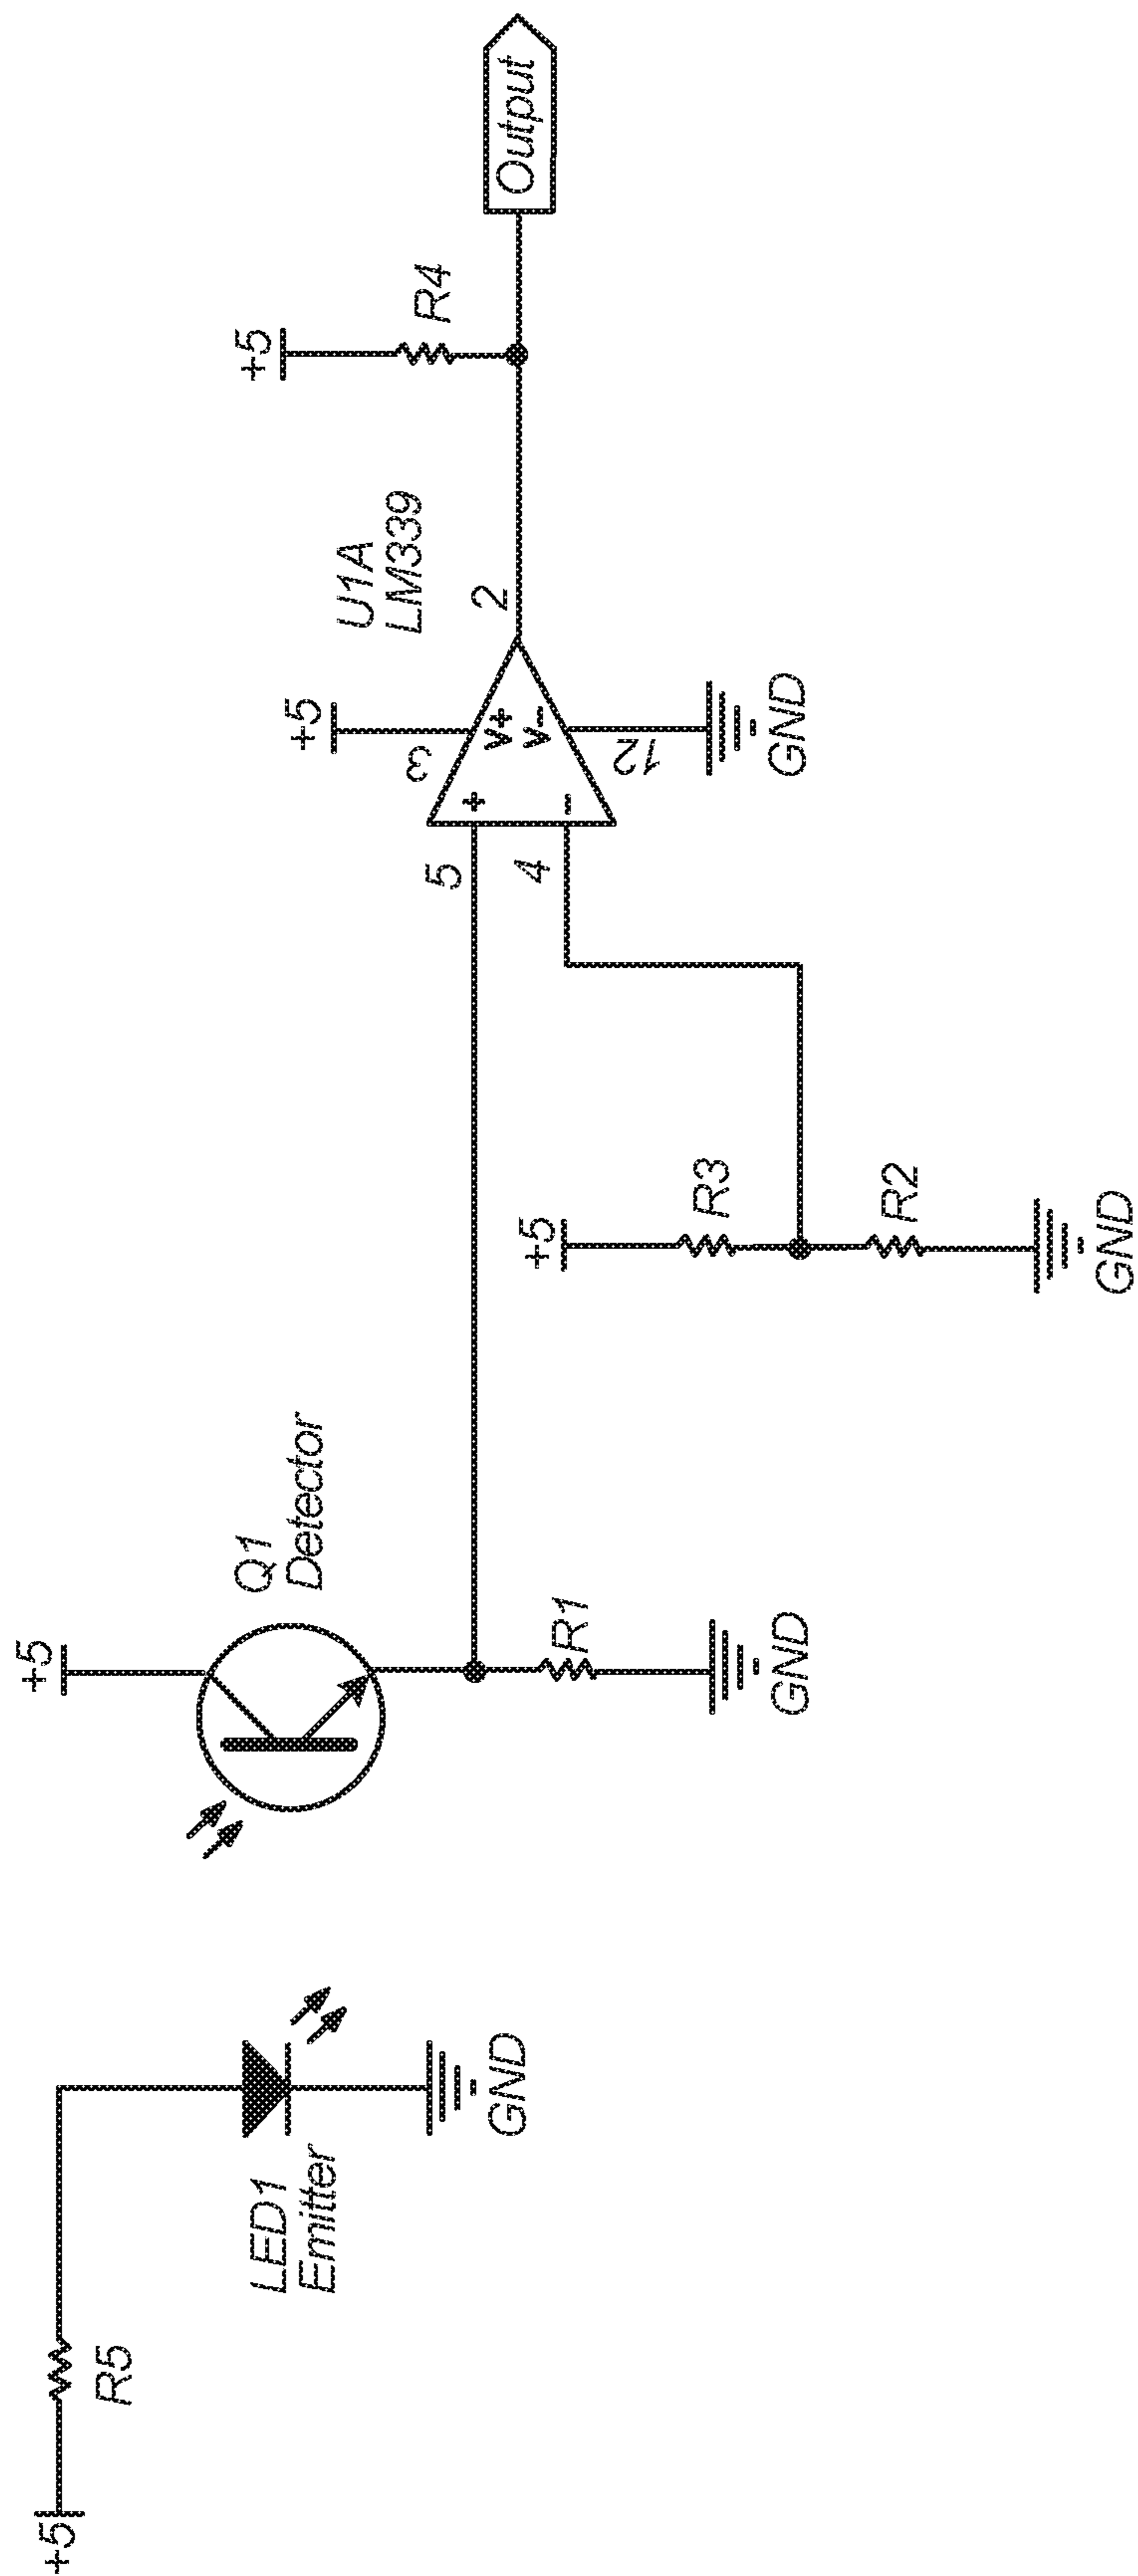 +5
R5
LED1
Emitter
GND
+5
Q1
Detector
R1
GND
+5
R3
R2
GND
5
4
+
-
+5
3
V+
V-
12
GND
U1A
LM339
2
+5
R4
Output